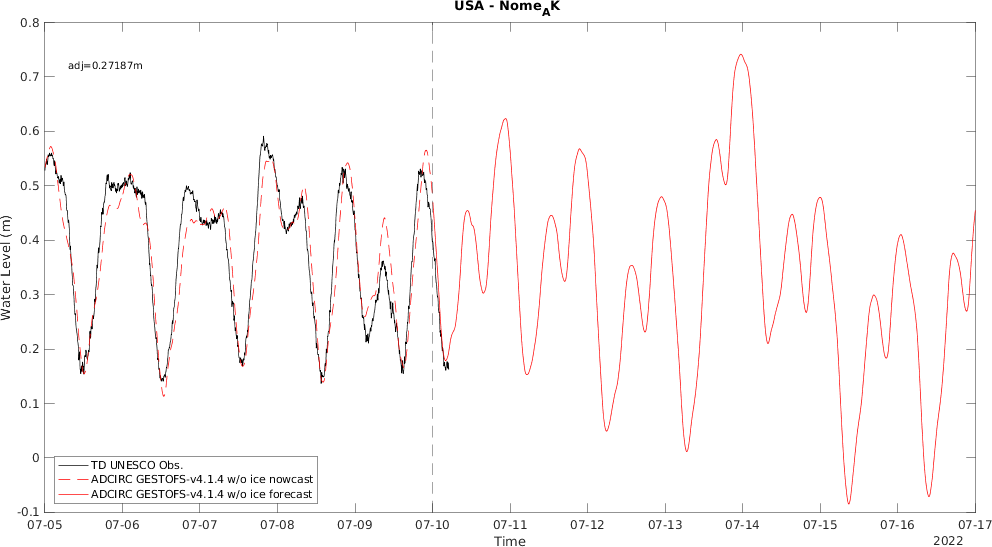 USA - Nome_AK
adj=0.27187m
0.8
0.7
0.6
0.5
0.4
0.3
0.2
0.1
0
-0.1
Water Level (m)
TD UNESCO Obs.
ADCIRC GESTOFS-v4.1.4 w/o ice nowcast
ADCIRC GESTOFS-v4.1.4 w/o ice forecast
07-05 07-06 07-07 07-08 07-09 07-10 07-11 07-12 07-13 07-14 07-15 07-16 07-17
Time
2022